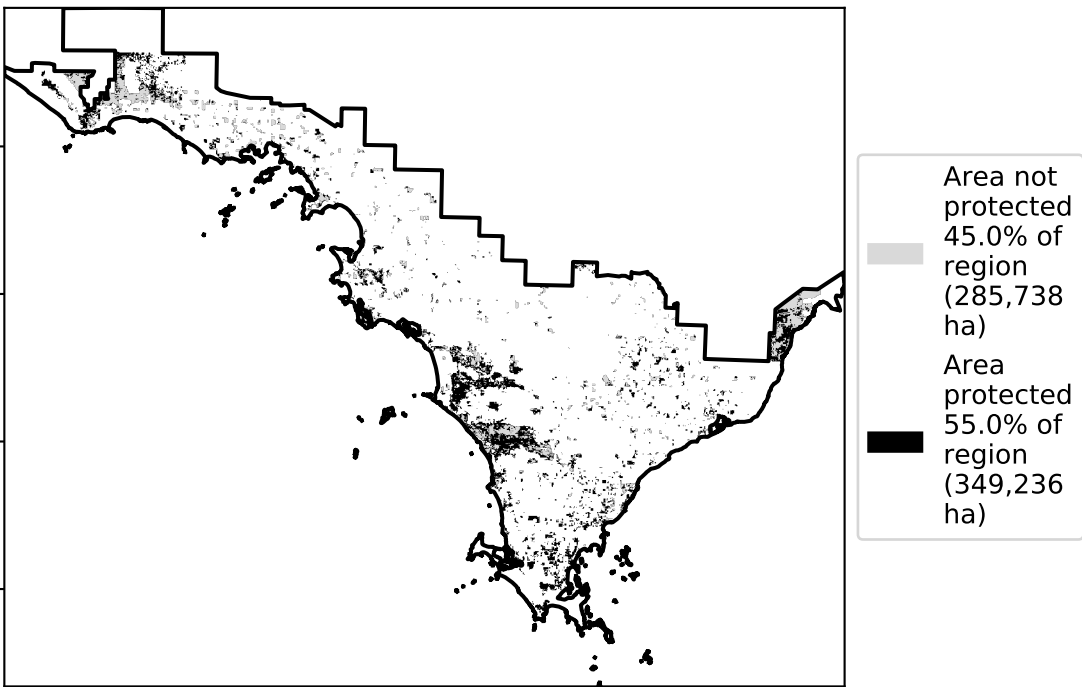 Area not
protected
45.0% of
region
(285,738
ha)
Area
protected
55.0% of
region
(349,236
ha)